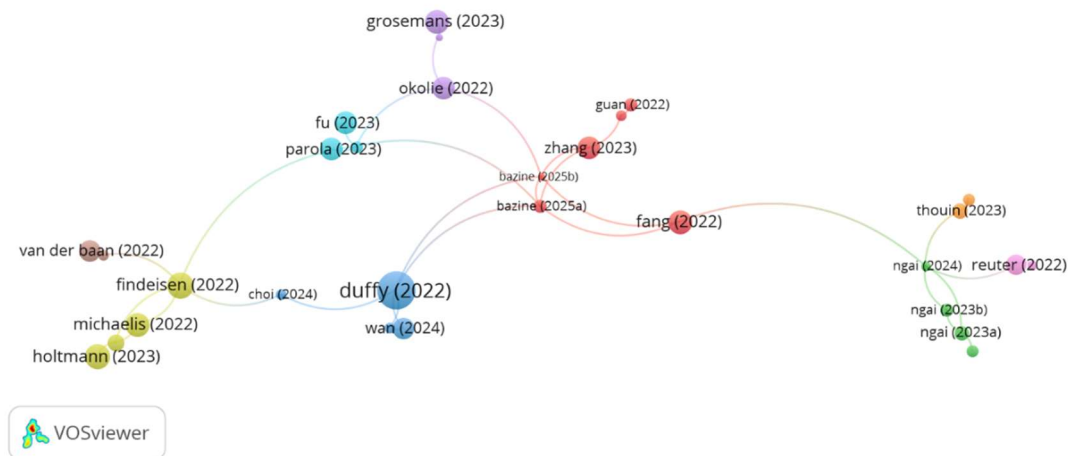 grosemans (2023)
okolie (2022)
guan (2022)
fu (2023)
parola (2023)
zhang (2023)
bazine (2025b)
bazine (2025a)
fang (2022)
thouin (2023)
van der baan (2022)
findeisen (2022)
choi (2024)
duffy (2022)
ngai (2024)
reuter (2022)
michaelis (2022)
wan (2024)
ngai (2023b)
ngai (2023a)
holtmann (2023)
VOSviewer